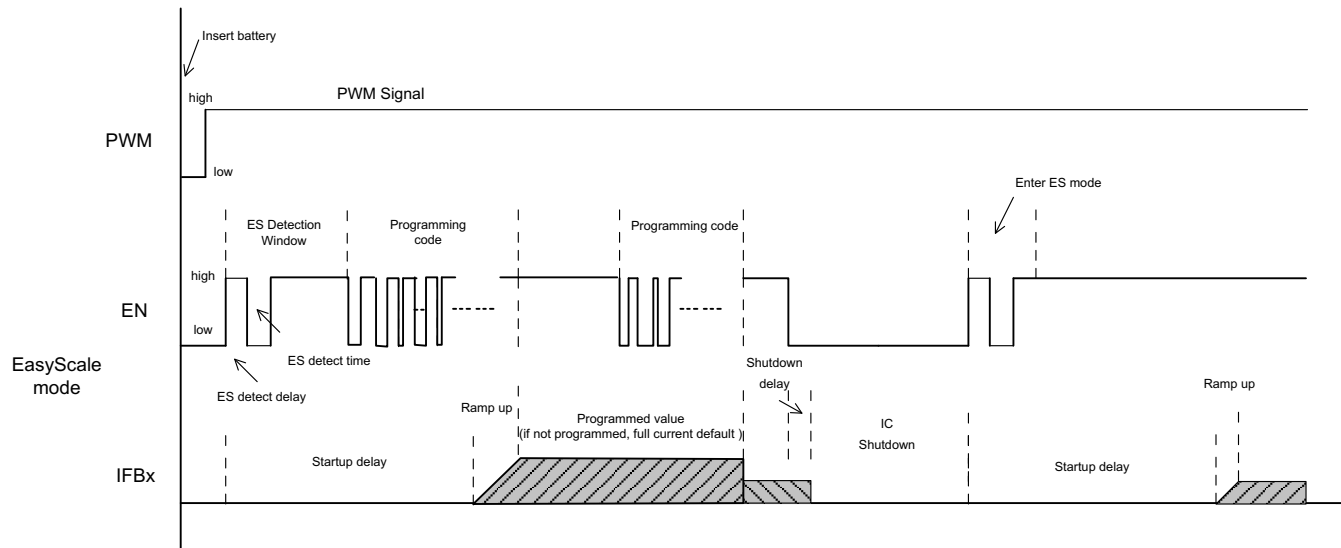 Insert battery
high
PWM Signal
PWM
low
Enter ES mode
ES Detection
Window
Programming
code
Programming code
high
EN
low
ES detect time
EasyScale
mode
ES detect delay
Shutdown
delay
Ramp up
Ramp up
Programmed value
(if not programmed, full current default )
IC
Shutdown
Startup delay
Startup delay
IFBx